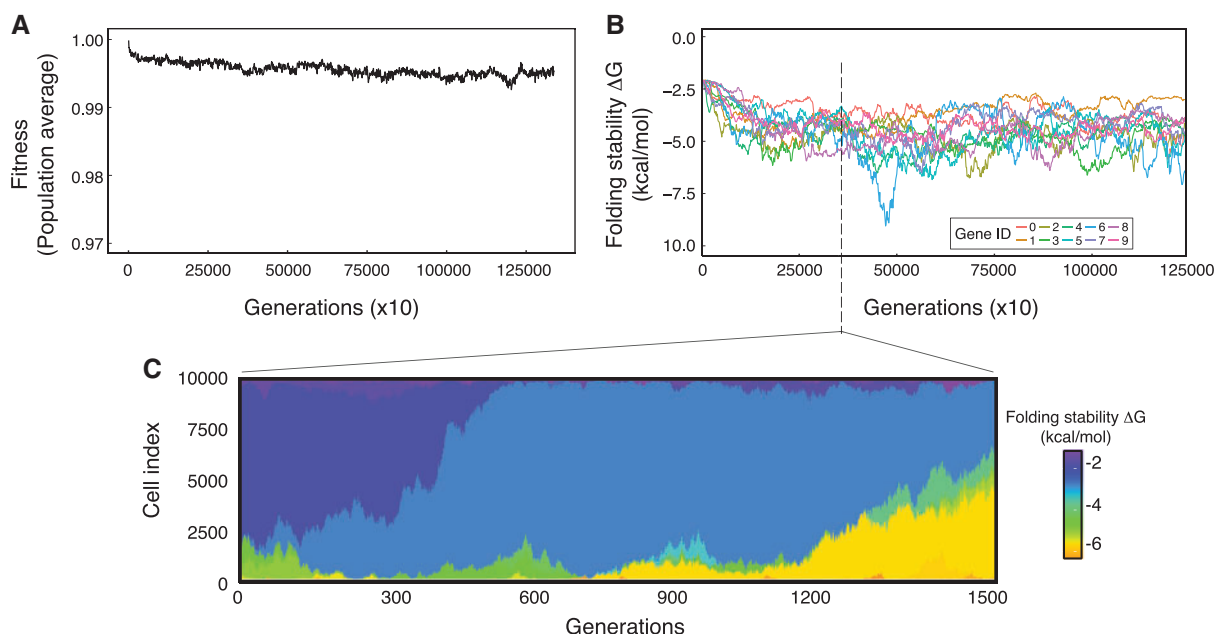 A
Fitness
(Population average)
1.00
0.99
0.98
0.97
0
25000
50000
75000
100000
125000
Generations (x10)
B
Folding stability ΔG
(kcal/mol)
0.0
−2.5
−5.0
−7.5
10.0
Gene ID 0 2 4 6 8
1 3 5 7 9
0
25000
50000
75000
100000
125000
Generations (x10)
C
Cell index
10000
7500
5000
2500
0
0
300
600
900
1200
1500
Generations
Folding stability ΔG
(kcal/mol)
-2
-4
-6